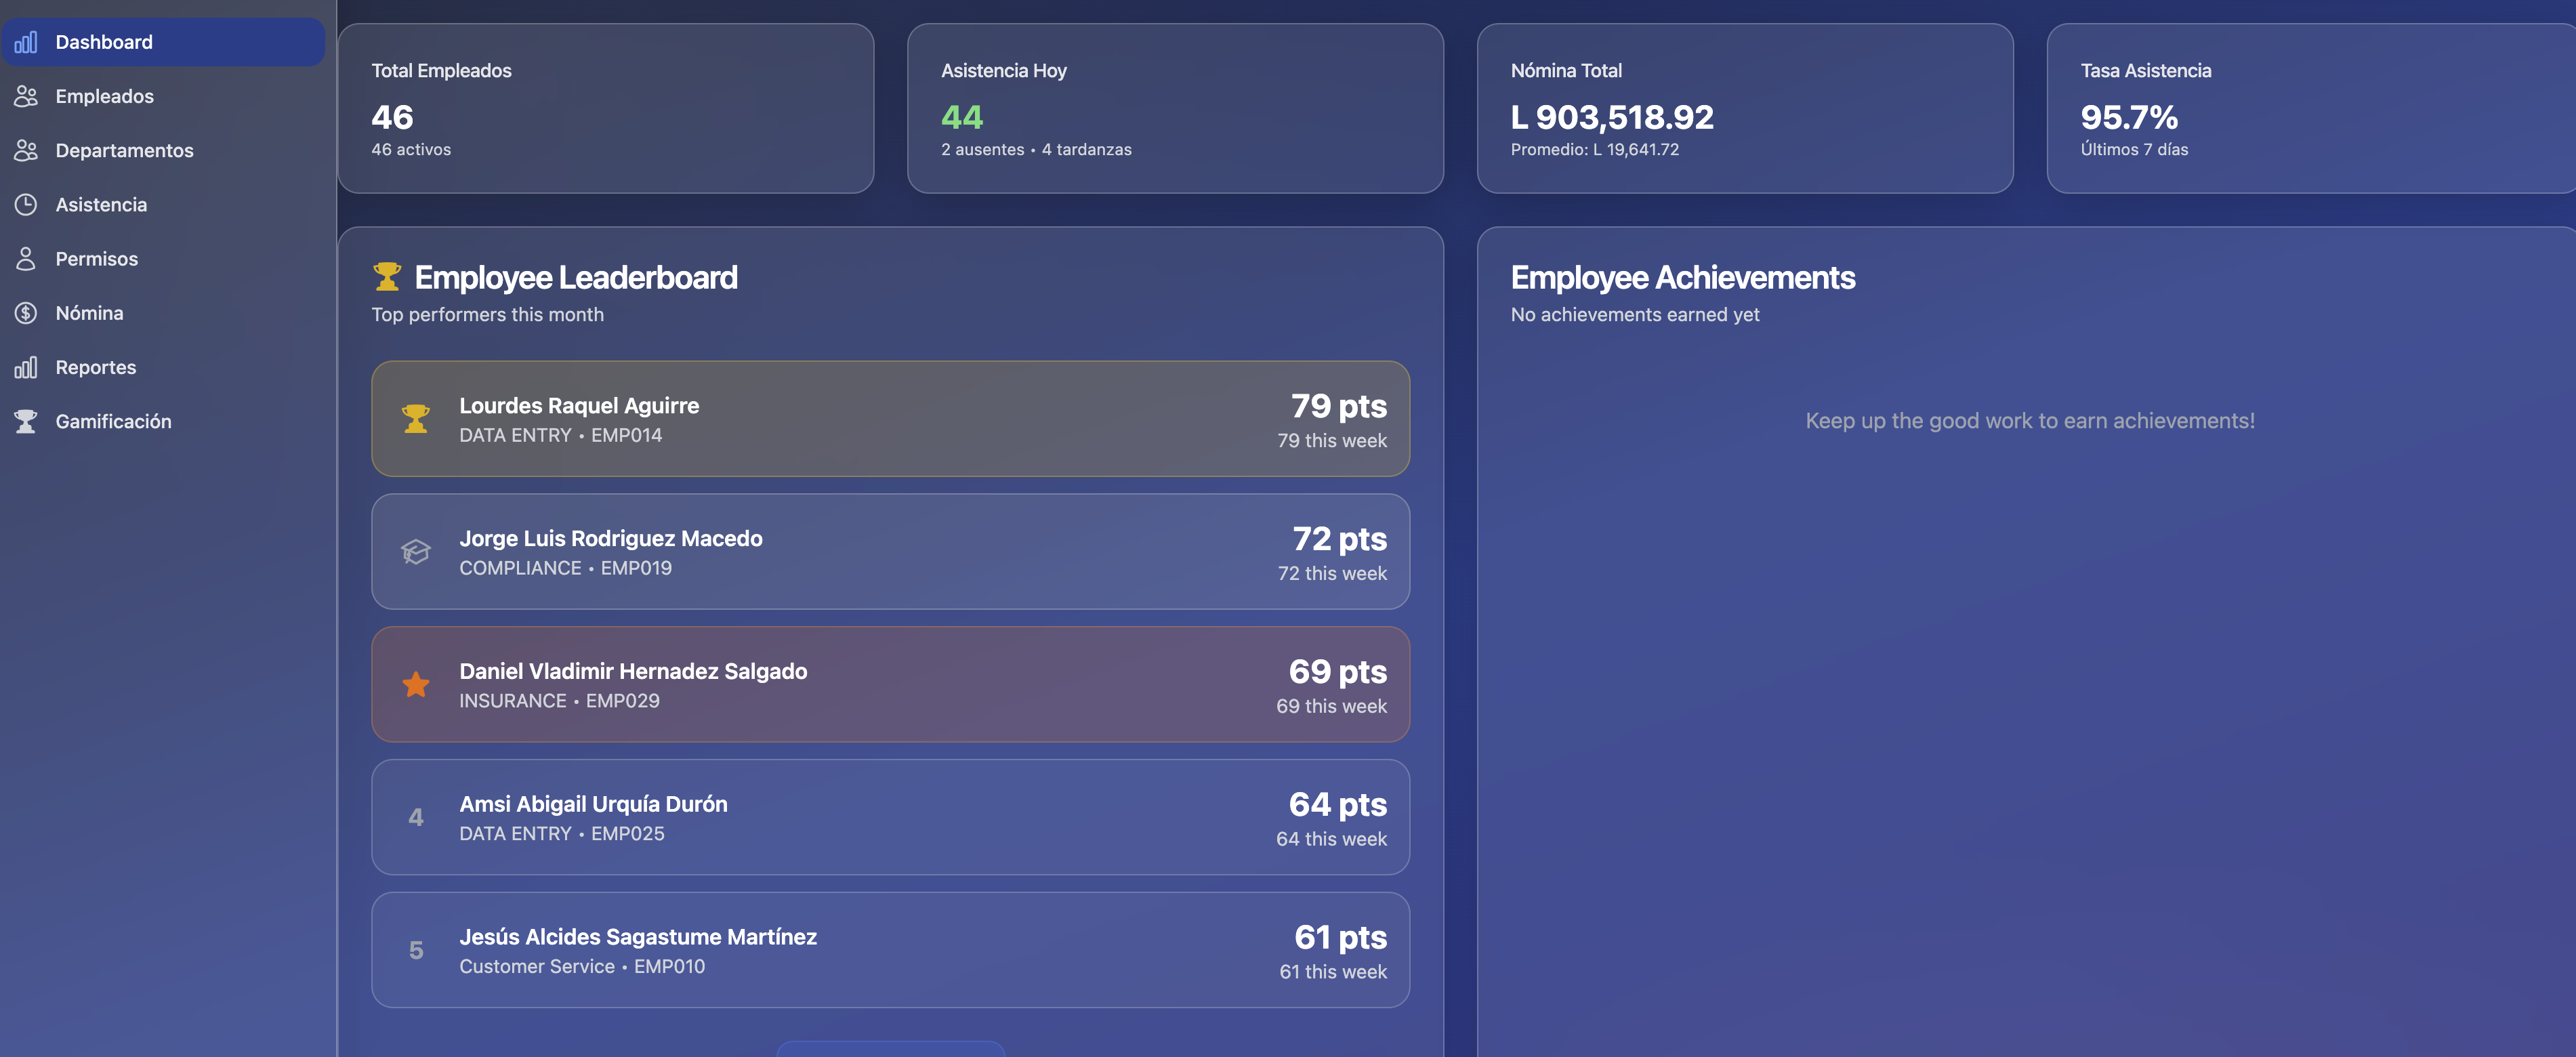 Dashboard
Empleados
Departamentos
Asistencia
Permisos
Nómina
Reportes
Gamificación
Total Empleados
46
46 activos
Asistencia Hoy
44
2 ausentes • 4 tardanzas
Nómina Total
L 903,518.92
Promedio: L 19,641.72
Tasa Asistencia
95.7%
Últimos 7 días
Employee Leaderboard
Top performers this month
Lourdes Raquel Aguirre
DATA ENTRY • EMP014
79 pts
79 this week
Jorge Luis Rodriguez Macedo
COMPLIANCE • EMP019
72 pts
72 this week
Daniel Vladimir Hernadez Salgado
INSURANCE • EMP029
69 pts
69 this week
4
Amsi Abigail Urquía Durón
DATA ENTRY • EMP025
64 pts
64 this week
5
Jesús Alcides Sagastume Martínez
Customer Service • EMP010
61 pts
61 this week
Employee Achievements
No achievements earned yet
Keep up the good work to earn achievements!